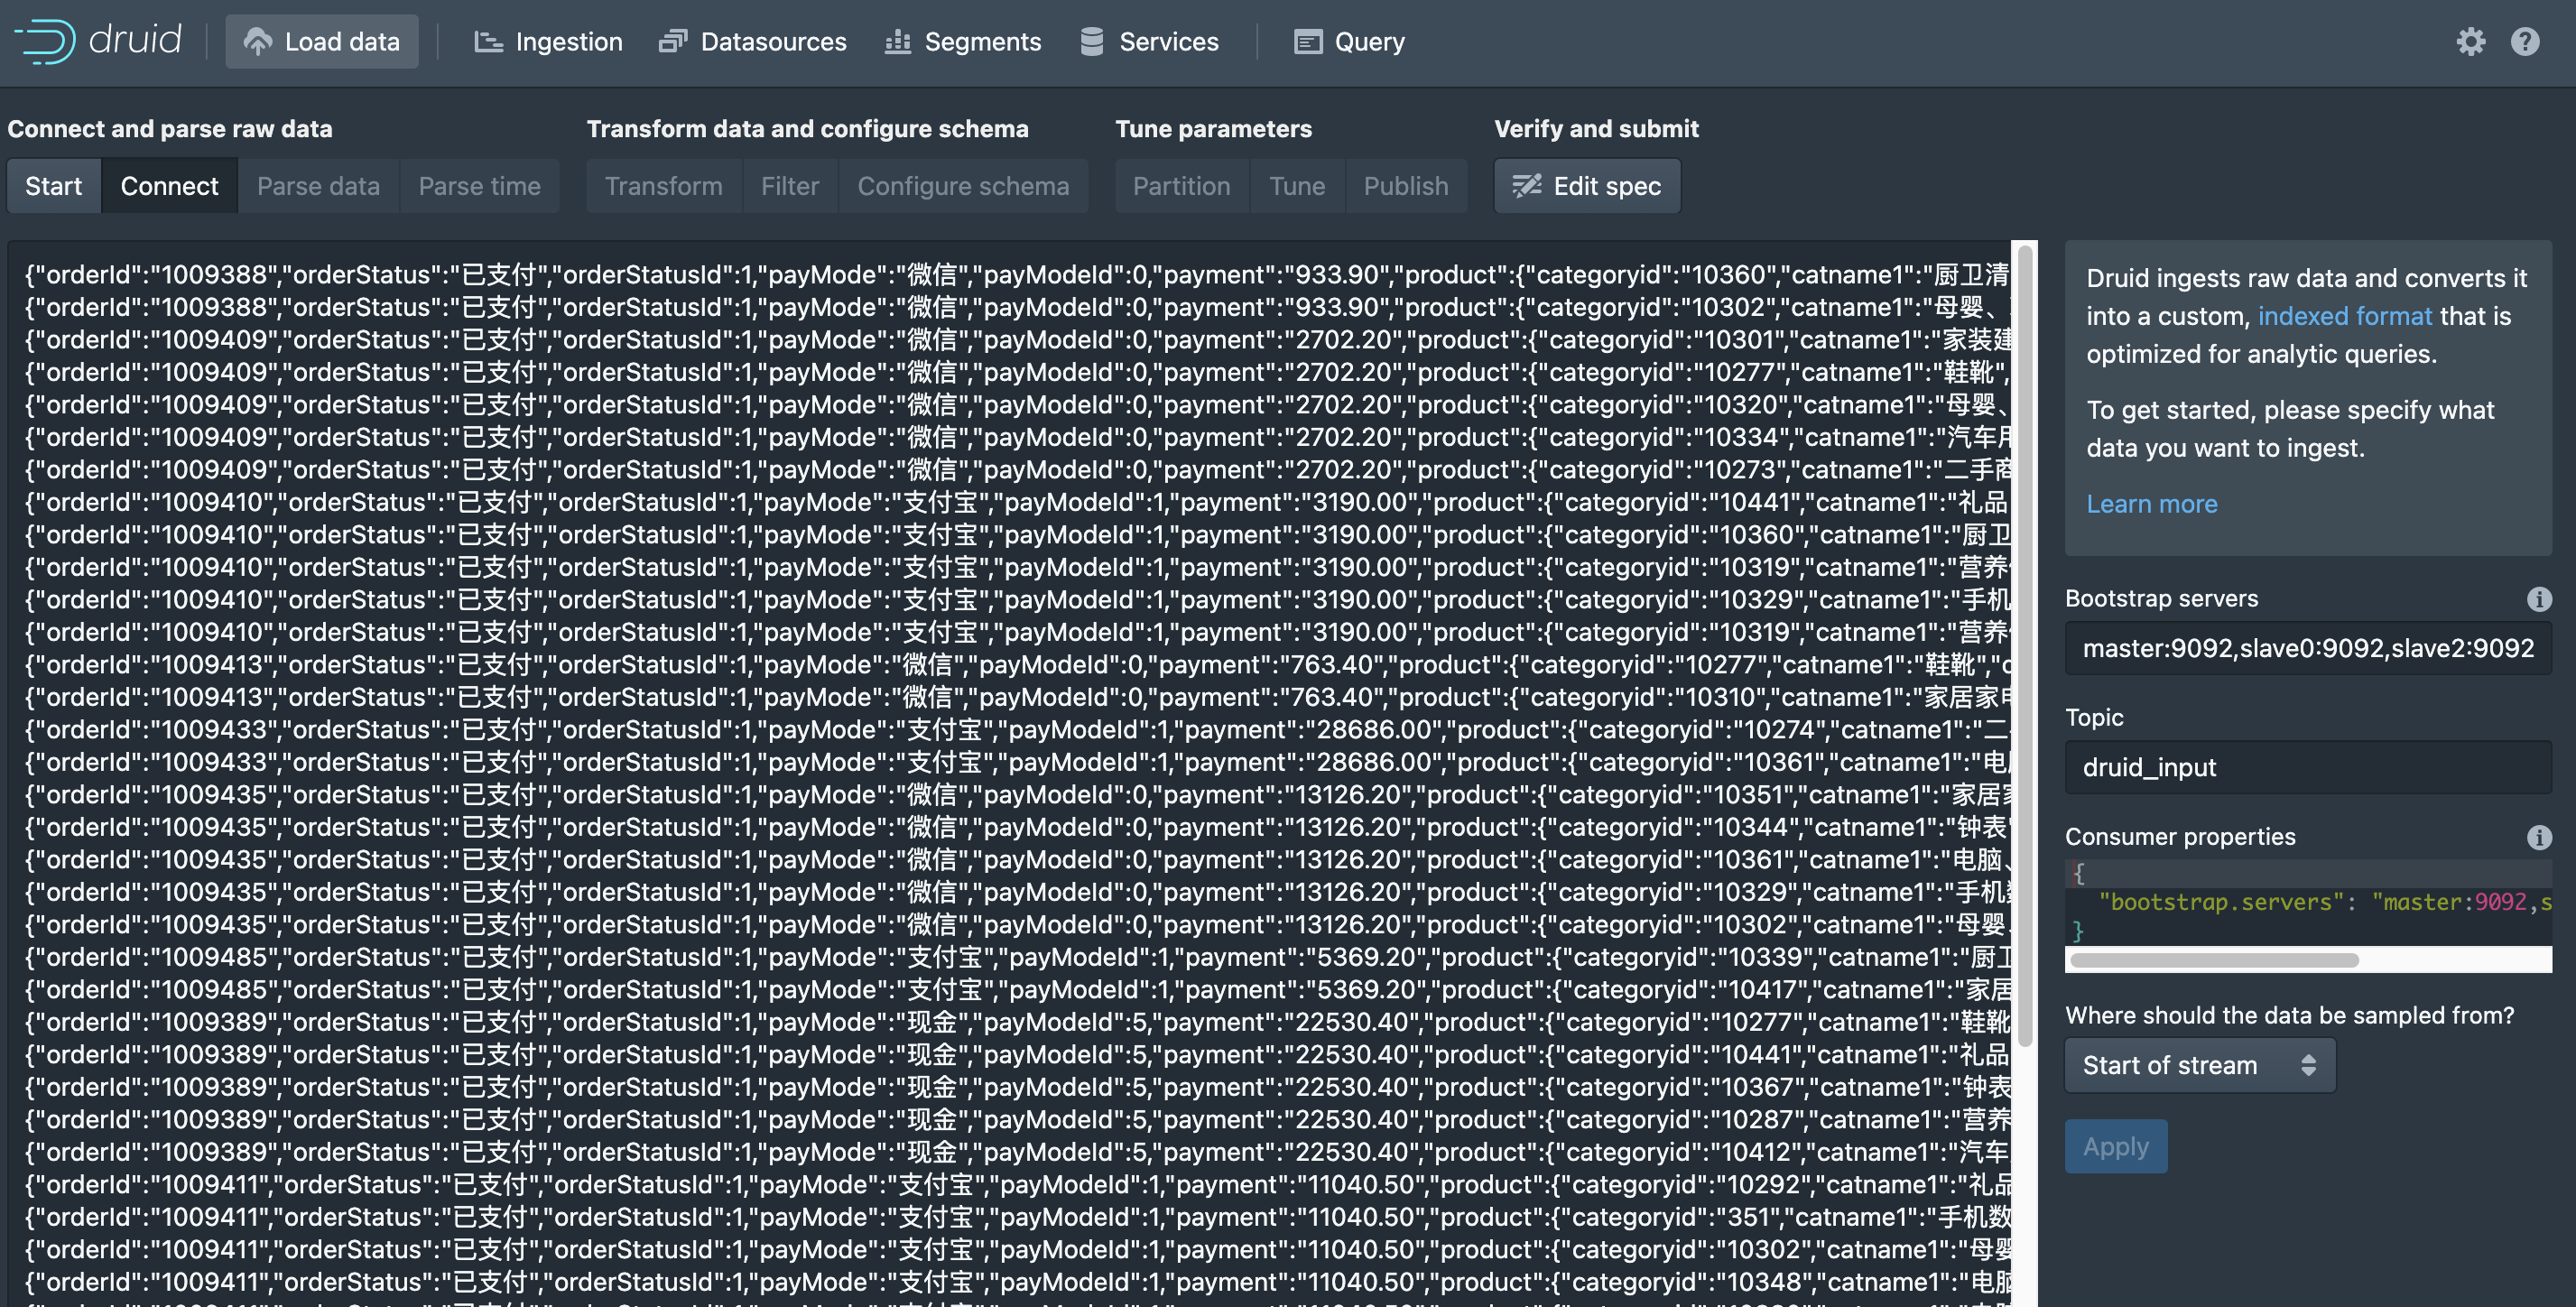 druid
Load data
Ingestion
Datasources
Segments
Services
Query
Connect and parse raw data
Transform data and configure schema
Tune parameters
Verify and submit
Start
Connect
Parse data
Parse time
Transform
Filter
Configure schema
Partition
Tune
Publish
Edit spec
{"orderId":"1009388","orderStatus":"已支付","orderStatusId":1,"payMode":"微信","payModeId":0,"payment":"933.90","product":{"categoryid":"10360","catname1":"厨卫清
{"orderId":"1009388","orderStatus":"已支付","orderStatusId":1,"payMode":"微信","payModeId":0,"payment":"933.90","product":{"categoryid":"10302","catname1":"母婴、
{"orderId":"1009409","orderStatus":"已支付","orderStatusId":1,"payMode":"微信","payModeId":0,"payment":"2702.20","product":{"categoryid":"10301","catname1":"家装建
{"orderId":"1009409","orderStatus":"已支付","orderStatusId":1,"payMode":"微信","payModeId":0,"payment":"2702.20","product":{"categoryid":"10277","catname1":"鞋靴",
{"orderId":"1009409","orderStatus":"已支付","orderStatusId":1,"payMode":"微信","payModeId":0,"payment":"2702.20","product":{"categoryid":"10320","catname1":"母婴、
{"orderId":"1009409","orderStatus":"已支付","orderStatusId":1,"payMode":"微信","payModeId":0,"payment":"2702.20","product":{"categoryid":"10334","catname1":"汽车用
{"orderId":"1009409","orderStatus":"已支付","orderStatusId":1,"payMode":"微信","payModeId":0,"payment":"2702.20","product":{"categoryid":"10273","catname1":"二手商
{"orderId":"1009410","orderStatus":"已支付","orderStatusId":1,"payMode":"支付宝","payModeId":1,"payment":"3190.00","product":{"categoryid":"10441","catname1":"礼品
{"orderId":"1009410","orderStatus":"已支付","orderStatusId":1,"payMode":"支付宝","payModeId":1,"payment":"3190.00","product":{"categoryid":"10360","catname1":"厨卫
{"orderId":"1009410","orderStatus":"已支付","orderStatusId":1,"payMode":"支付宝","payModeId":1,"payment":"3190.00","product":{"categoryid":"10319","catname1":"营养
{"orderId":"1009410","orderStatus":"已支付","orderStatusId":1,"payMode":"支付宝","payModeId":1,"payment":"3190.00","product":{"categoryid":"10329","catname1":"手机
{"orderId":"1009410","orderStatus":"已支付","orderStatusId":1,"payMode":"支付宝","payModeId":1,"payment":"3190.00","product":{"categoryid":"10319","catname1":"营养
{"orderId":"1009413","orderStatus":"已支付","orderStatusId":1,"payMode":"微信","payModeId":0,"payment":"763.40","product":{"categoryid":"10277","catname1":"鞋靴","c
{"orderId":"1009413","orderStatus":"已支付","orderStatusId":1,"payMode":"微信","payModeId":0,"payment":"763.40","product":{"categoryid":"10310","catname1":"家居家电
{"orderId":"1009433","orderStatus":"已支付","orderStatusId":1,"payMode":"支付宝","payModeId":1,"payment":"28686.00","product":{"categoryid":"10274","catname1":"二
{"orderId":"1009433","orderStatus":"已支付","orderStatusId":1,"payMode":"支付宝","payModeId":1,"payment":"28686.00","product":{"categoryid":"10361","catname1":"电
{"orderId":"1009435","orderStatus":"已支付","orderStatusId":1,"payMode":"微信","payModeId":0,"payment":"13126.20","product":{"categoryid":"10351","catname1":"家居家
{"orderId":"1009435","orderStatus":"已支付","orderStatusId":1,"payMode":"微信","payModeId":0,"payment":"13126.20","product":{"categoryid":"10344","catname1":"钟表"
{"orderId":"1009435","orderStatus":"已支付","orderStatusId":1,"payMode":"微信","payModeId":0,"payment":"13126.20","product":{"categoryid":"10361","catname1":"电脑、
{"orderId":"1009435","orderStatus":"已支付","orderStatusId":1,"payMode":"微信","payModeId":0,"payment":"13126.20","product":{"categoryid":"10329","catname1":"手机数
{"orderId":"1009435","orderStatus":"已支付","orderStatusId":1,"payMode":"微信","payModeId":0,"payment":"13126.20","product":{"categoryid":"10302","catname1":"母婴、
{"orderId":"1009485","orderStatus":"已支付","orderStatusId":1,"payMode":"支付宝","payModeId":1,"payment":"5369.20","product":{"categoryid":"10339","catname1":"厨卫
{"orderId":"1009485","orderStatus":"已支付","orderStatusId":1,"payMode":"支付宝","payModeId":1,"payment":"5369.20","product":{"categoryid":"10417","catname1":"家居
{"orderId":"1009389","orderStatus":"已支付","orderStatusId":1,"payMode":"现金","payModeId":5,"payment":"22530.40","product":{"categoryid":"10277","catname1":"鞋靴
{"orderId":"1009389","orderStatus":"已支付","orderStatusId":1,"payMode":"现金","payModeId":5,"payment":"22530.40","product":{"categoryid":"10441","catname1":"礼品
{"orderId":"1009389","orderStatus":"已支付","orderStatusId":1,"payMode":"现金","payModeId":5,"payment":"22530.40","product":{"categoryid":"10367","catname1":"钟表
{"orderId":"1009389","orderStatus":"已支付","orderStatusId":1,"payMode":"现金","payModeId":5,"payment":"22530.40","product":{"categoryid":"10287","catname1":"营养
{"orderId":"1009389","orderStatus":"已支付","orderStatusId":1,"payMode":"现金","payModeId":5,"payment":"22530.40","product":{"categoryid":"10412","catname1":"汽车
{"orderId":"1009411","orderStatus":"已支付","orderStatusId":1,"payMode":"支付宝","payModeId":1,"payment":"11040.50","product":{"categoryid":"10292","catname1":"礼品
{"orderId":"1009411","orderStatus":"已支付","orderStatusId":1,"payMode":"支付宝","payModeId":1,"payment":"11040.50","product":{"categoryid":"351","catname1":"手机数
{"orderId":"1009411","orderStatus":"已支付","orderStatusId":1,"payMode":"支付宝","payModeId":1,"payment":"11040.50","product":{"categoryid":"10302","catname1":"母婴
{"orderId":"1009411","orderStatus":"已支付","orderStatusId":1,"payMode":"支付宝","payModeId":1,"payment":"11040.50","product":{"categoryid":"10348","catname1":"电脑
Druid ingests raw data and converts it
into a custom, indexed format that is
optimized for analytic queries.
To get started, please specify what
data you want to ingest.
Learn more
Bootstrap servers
master:9092,slave0:9092,slave2:9092
Topic
druid_input
Consumer properties
{
"bootstrap.servers": "master:9092,s
}
Where should the data be sampled from?
Start of stream
Apply